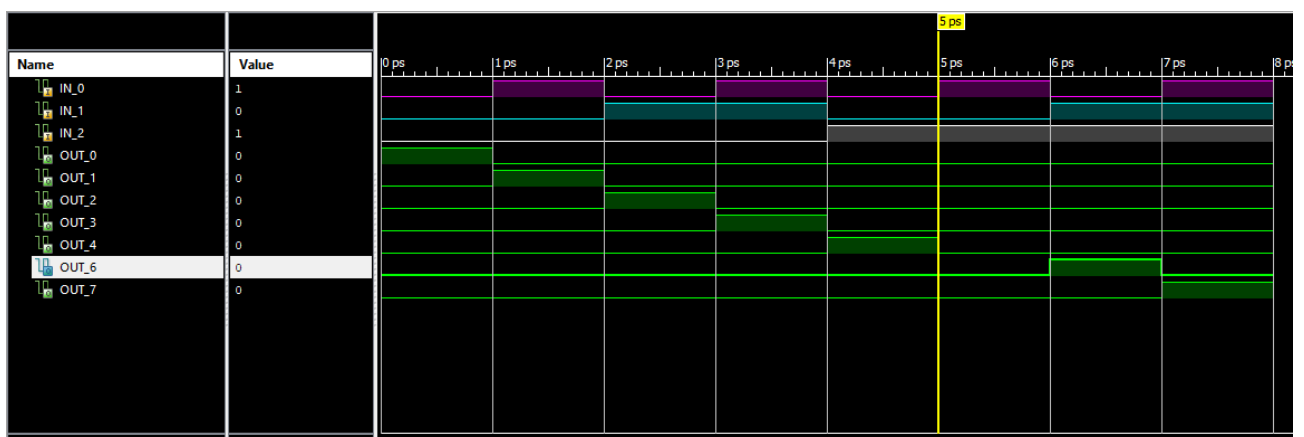 5 ps
Name Value 0 ps 1 ps 2 ps 3 ps 4 ps 5 ps 6 ps 7 ps 8 ps
IN_0 1
IN_1 0
IN_2 1
OUT_0 0
OUT_1 0
OUT_2 0
OUT_3 0
OUT_4 0
OUT_6 0
OUT_7 0